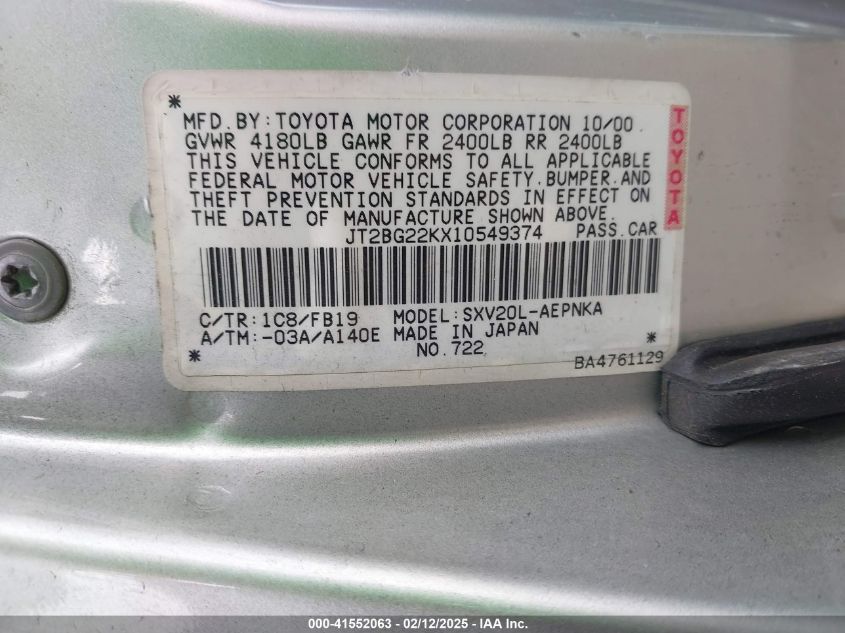 MFD.BY:TOYOTA MOTOR CORPORATION 10/00
GVWR 4180LB GAWR FR 2400LB RR 2400LB
THIS VEHICLE CONFORMS TO ALL APPLICABLE
FEDERAL MOTOR VEHICLE SAFETY,BUMPER,AND
THEFT PREVENTION STANDARDS IN EFFECT ON
THE DATE OF MANUFACTURE SHOWN ABOVE.
JT2BG22KX10549374 PASS.CAR
TOYOTA
C/TR:1C8/FB19 MODEL:SXV20L-AEPNKA
A/TM:-03A/A140E MADE IN JAPAN
NO.722
BA4761129
000-41552063 - 02/12/2025 - IAAI.com.